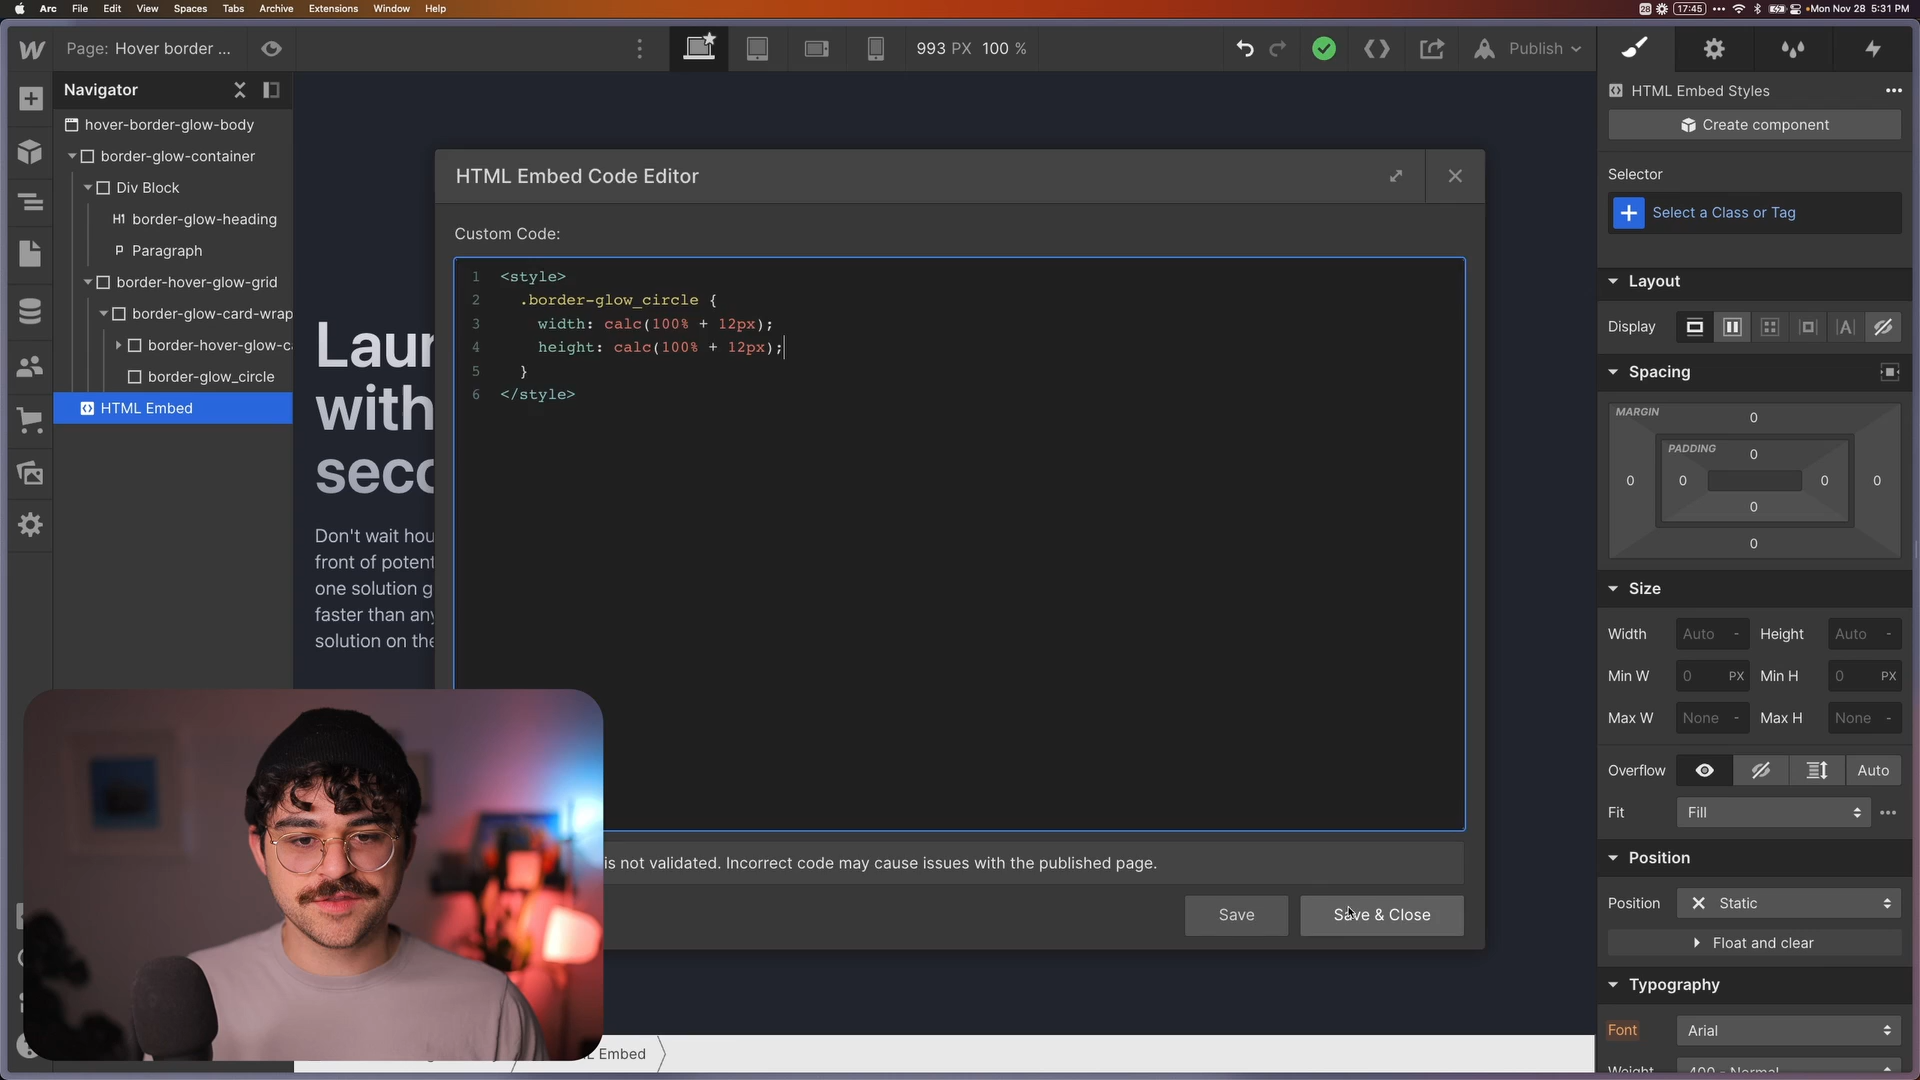 Arc File Edit View Spaces Tabs Archive Extensions Window Help
28 17:45 Mon Nov 28 5:31 PM
Page: Hover border ...
993 PX 100 %
Publish
Navigator
hover-border-glow-body
border-glow-container
Div Block
H1 border-glow-heading
P Paragraph
border-hover-glow-grid
border-glow-card-wrap
border-hover-glow-c
border-glow_circle
HTML Embed
Laun
with
seco
Don't wait hou
front of potent
one solution g
faster than any
solution on the
HTML Embed Code Editor
Custom Code:
1 <style>
2 .border-glow_circle {
3 width: calc(100% + 12px);
4 height: calc(100% + 12px);
5 }
6 </style>
is not validated. Incorrect code may cause issues with the published page.
Save
Save & Close
Embed
HTML Embed Styles
Create component
Selector
Select a Class or Tag
Layout
Display
Spacing
MARGIN
0
PADDING
0
0 0 0 0
0
0
Size
Width Auto - Height Auto -
Min W 0 PX Min H 0 PX
Max W None - Max H None -
Overflow Auto
Fit Fill
Position
Position Static
Float and clear
Typography
Font Arial
Weight 400 - Normal